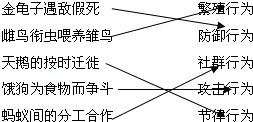 金龟子遇敌假死 繁殖行为
雌鸟衔虫喂养雏鸟 防御行为
天鹅的按时迁徙 社群行为
饿狗为食物而争斗 攻击行为
蚂蚁间的分工合作 节律行为